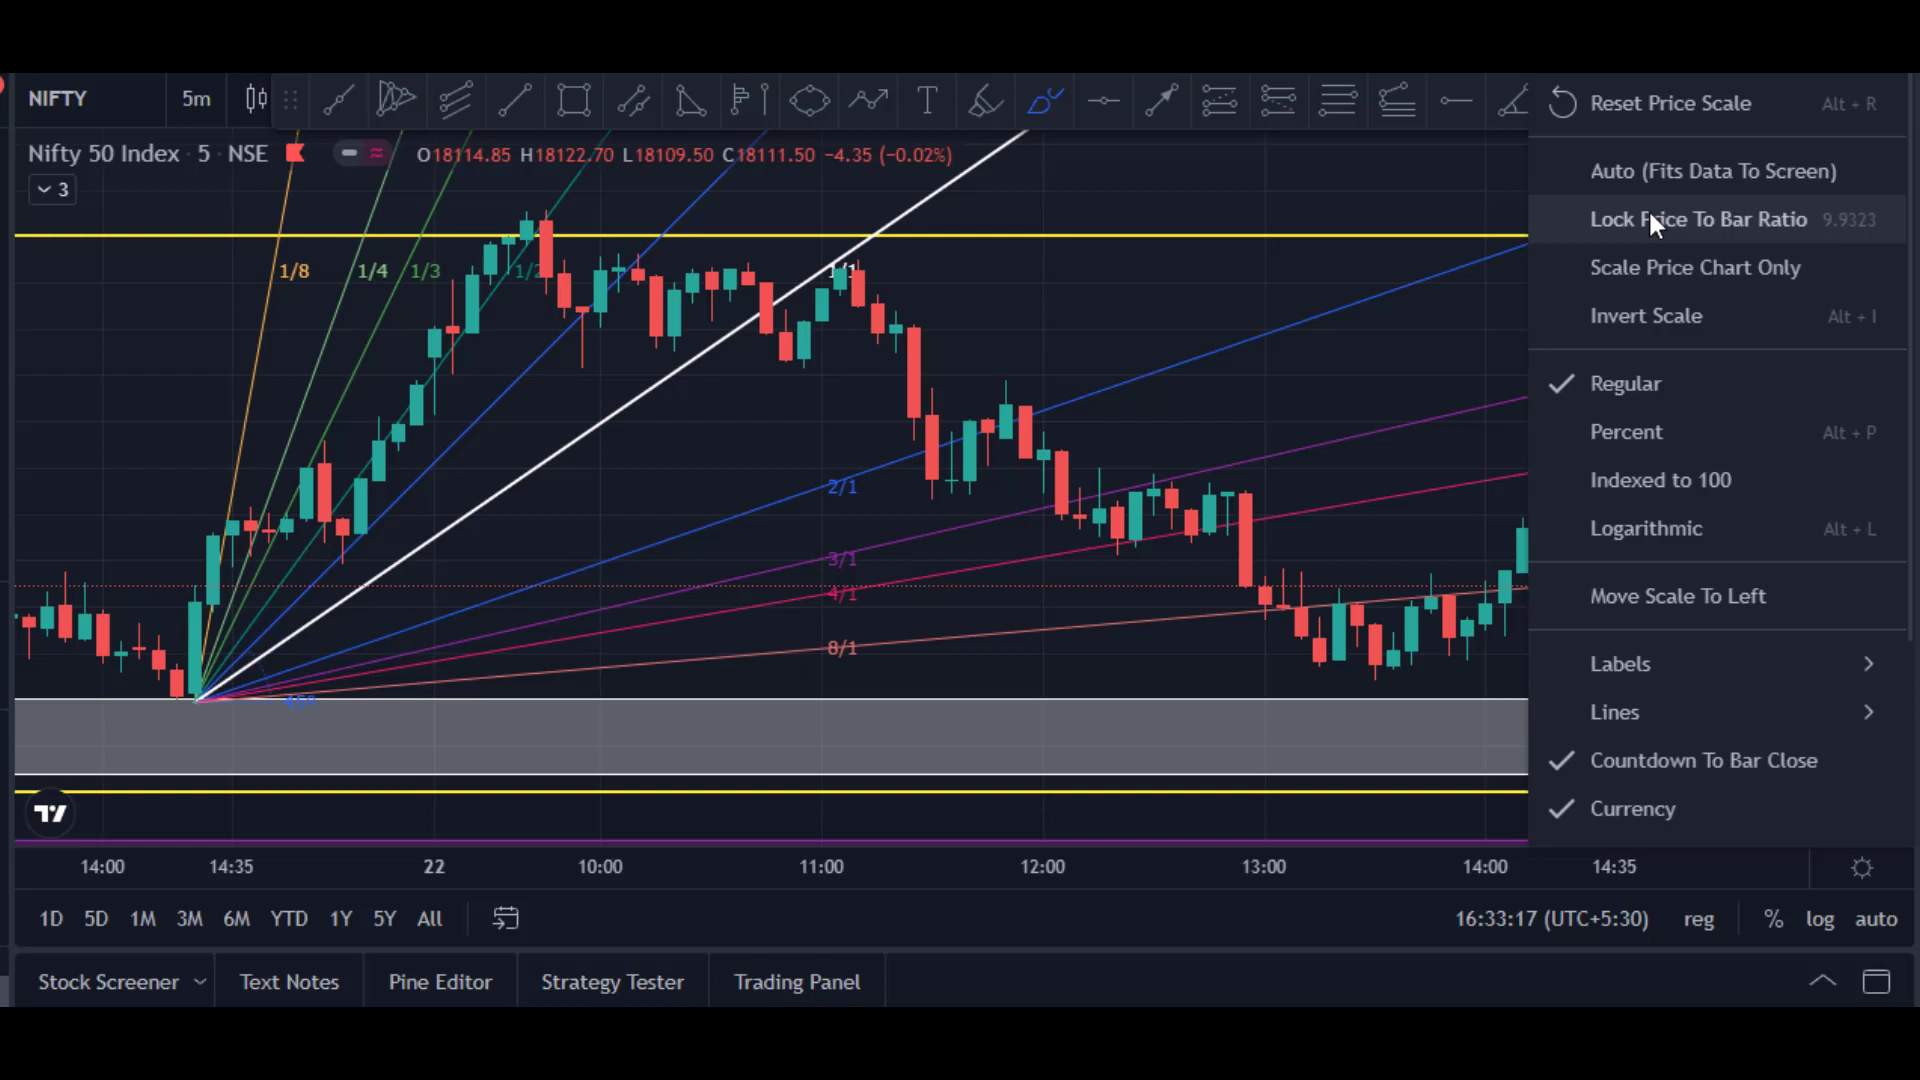 NIFTY
5m
Reset Price Scale Alt + R
Nifty 50 Index · 5 · NSE
O18114.85 H18122.70 L18109.50 C18111.50 −4.35 (−0.02%)
3
Auto (Fits Data To Screen)
Lock Price To Bar Ratio 9.9323
Scale Price Chart Only
Invert Scale Alt + I
1/8
1/4
1/3
1/2
1/1
Regular
Percent Alt + P
Indexed to 100
2/1
Logarithmic Alt + L
3/1
4/1
Move Scale To Left
8/1
Labels
45°
Lines
Countdown To Bar Close
Currency
14:00 14:35 22 10:00 11:00 12:00 13:00 14:00 14:35
1D 5D 1M 3M 6M YTD 1Y 5Y All
16:33:17 (UTC+5:30) reg % log auto
Stock Screener Text Notes Pine Editor Strategy Tester Trading Panel